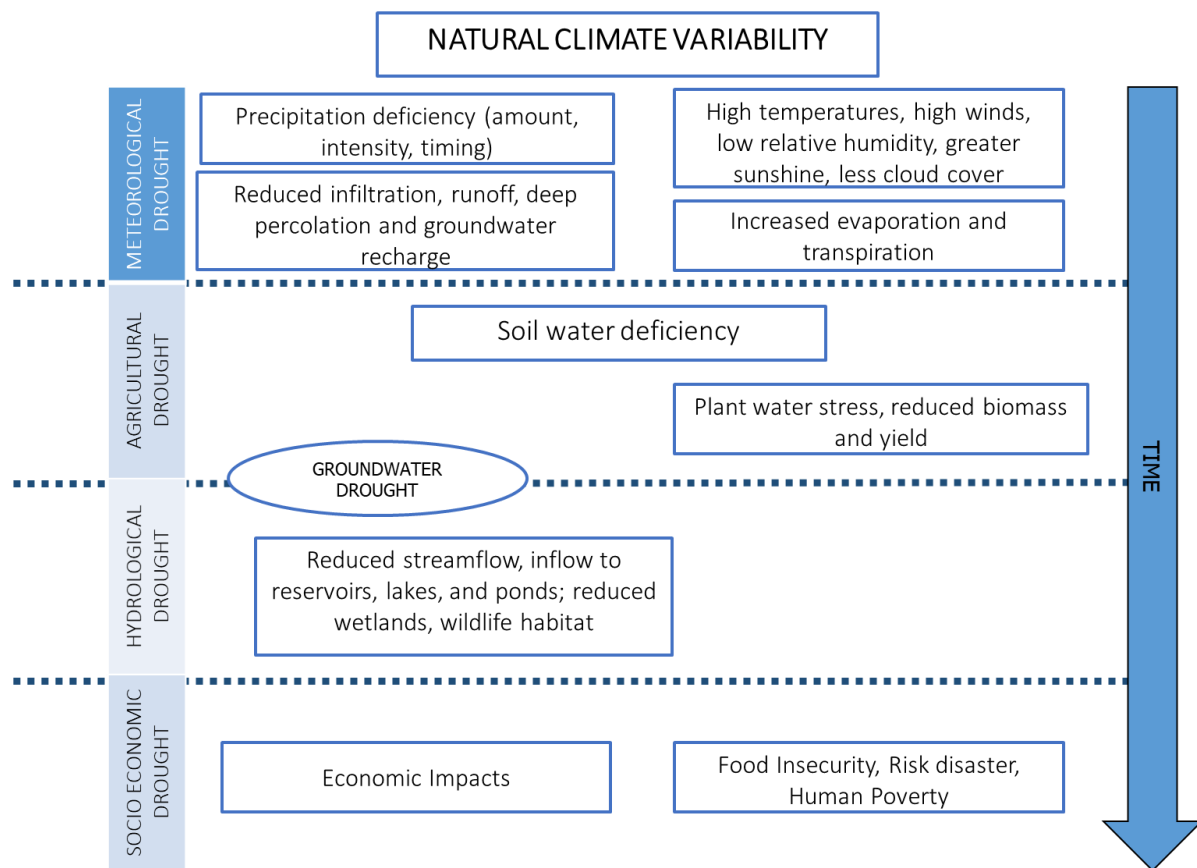 NATURAL CLIMATE VARIABILITY
METEOROLOGICAL
DROUGHT
Precipitation deficiency (amount,
intensity, timing)
High temperatures, high winds,
low relative humidity, greater
sunshine, less cloud cover
Reduced infiltration, runoff, deep
percolation and groundwater
recharge
Increased evaporation and
transpiration
AGRICULTURAL
DROUGHT
Soil water deficiency
Plant water stress, reduced biomass
and yield
GROUNDWATER
DROUGHT
HYDROLOGICAL
DROUGHT
Reduced streamflow, inflow to
reservoirs, lakes, and ponds; reduced
wetlands, wildlife habitat
SOCIO ECONOMIC
DROUGHT
Economic Impacts
Food Insecurity, Risk disaster,
Human Poverty
TIME